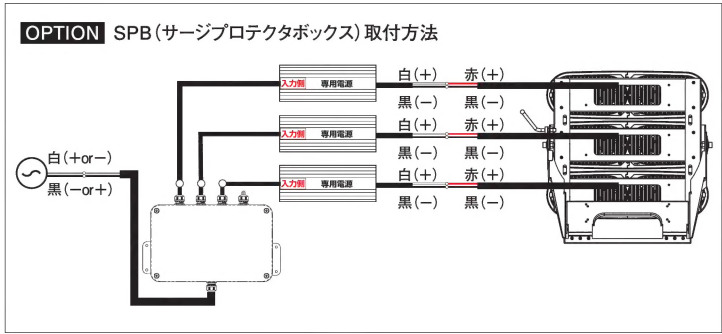 OPTION SPB(サージプロテクタボックス)取付方法
入力側 専用電源
白(+) 赤(+)
黒(−) 黒(−)
入力側 専用電源
白(+) 赤(+)
黒(−) 黒(−)
入力側 専用電源
白(+) 赤(+)
黒(−) 黒(−)
白(+or−)
黒(−or+)